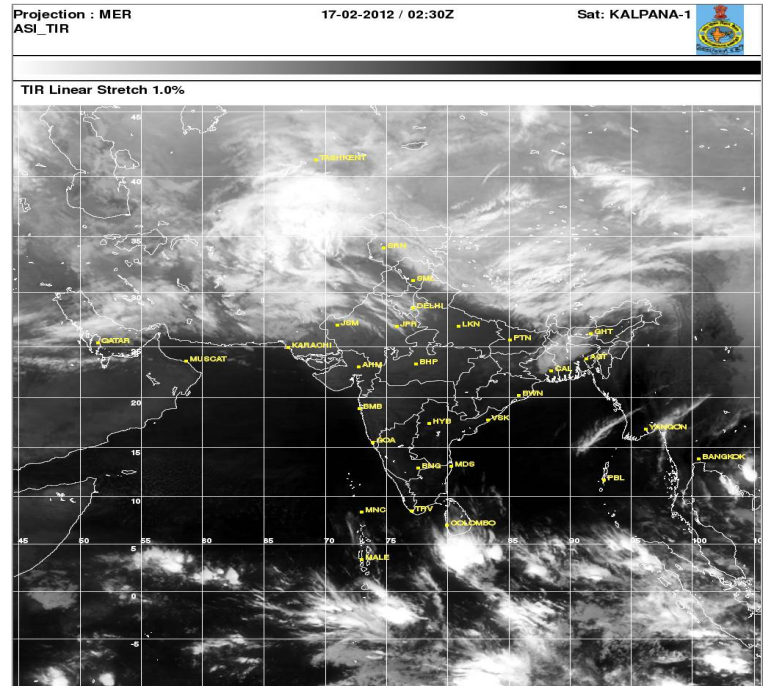 Projection : MER 17-02-2012 / 02:30Z Sat: KALPANA-1
ASI_TIR
TIR Linear Stretch 1.0%
45
TASHKENT
40
35
SRN
SML
30
DELHI
JSM JPR LKN GHT
PTN
QATAR KARACHI
25
MUSCAT AHM BHP CAL AGT
BWN
20
BMB
HYB VSK
GOA YANGON
15
BNG MDS BANGKOK
PBL
10
MNC TRV
COLOMBO
45 50 55 60 65 70 75 80 85 90 95 10
5
MALE
0
-5